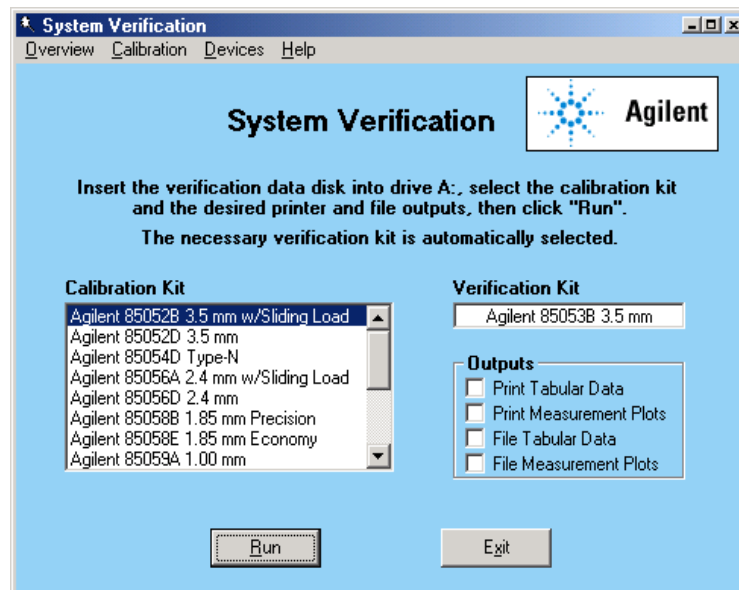 System Verification
Overview Calibration Devices Help
System Verification
Agilent
Insert the verification data disk into drive A:, select the calibration kit
and the desired printer and file outputs, then click "Run".
The necessary verification kit is automatically selected.
Calibration Kit
Agilent 85052B 3.5 mm w/Sliding Load
Agilent 85052D 3.5 mm
Agilent 85054D Type-N
Agilent 85056A 2.4 mm w/Sliding Load
Agilent 85056D 2.4 mm
Agilent 85058B 1.85 mm Precision
Agilent 85058E 1.85 mm Economy
Agilent 85059A 1.00 mm
Verification Kit
Agilent 85053B 3.5 mm
Outputs
Print Tabular Data
Print Measurement Plots
File Tabular Data
File Measurement Plots
Run
Exit